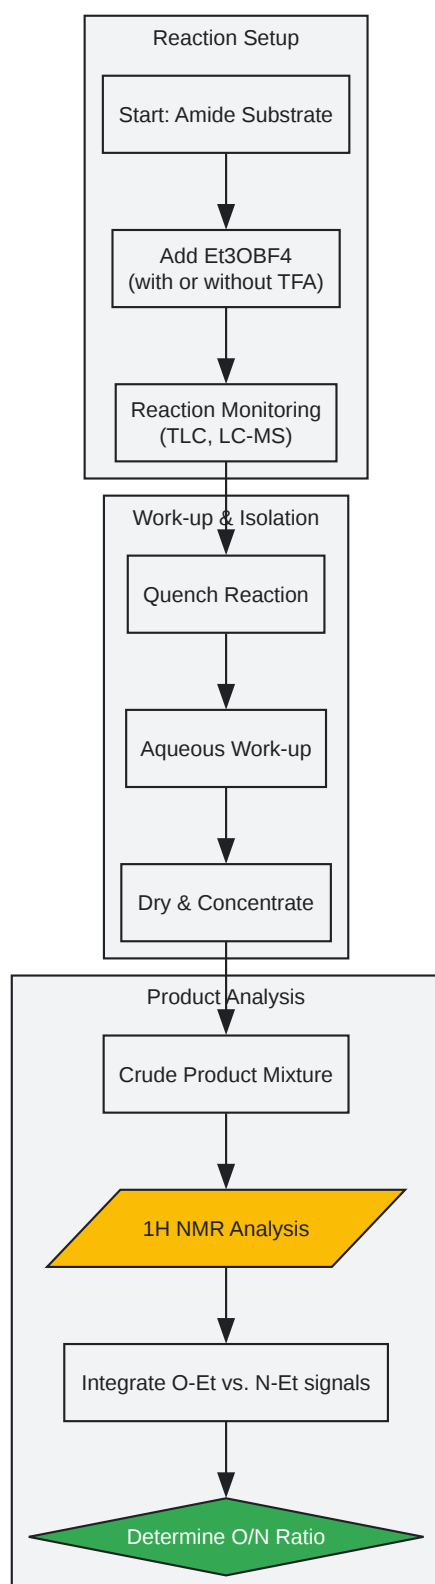 Reaction Setup
Start: Amide Substrate
Add Et3OBF4
(with or without TFA)
Reaction Monitoring
(TLC, LC-MS)
Work-up & Isolation
Quench Reaction
Aqueous Work-up
Dry & Concentrate
Product Analysis
Crude Product Mixture
1H NMR Analysis
Integrate O-Et vs. N-Et signals
Determine O/N Ratio